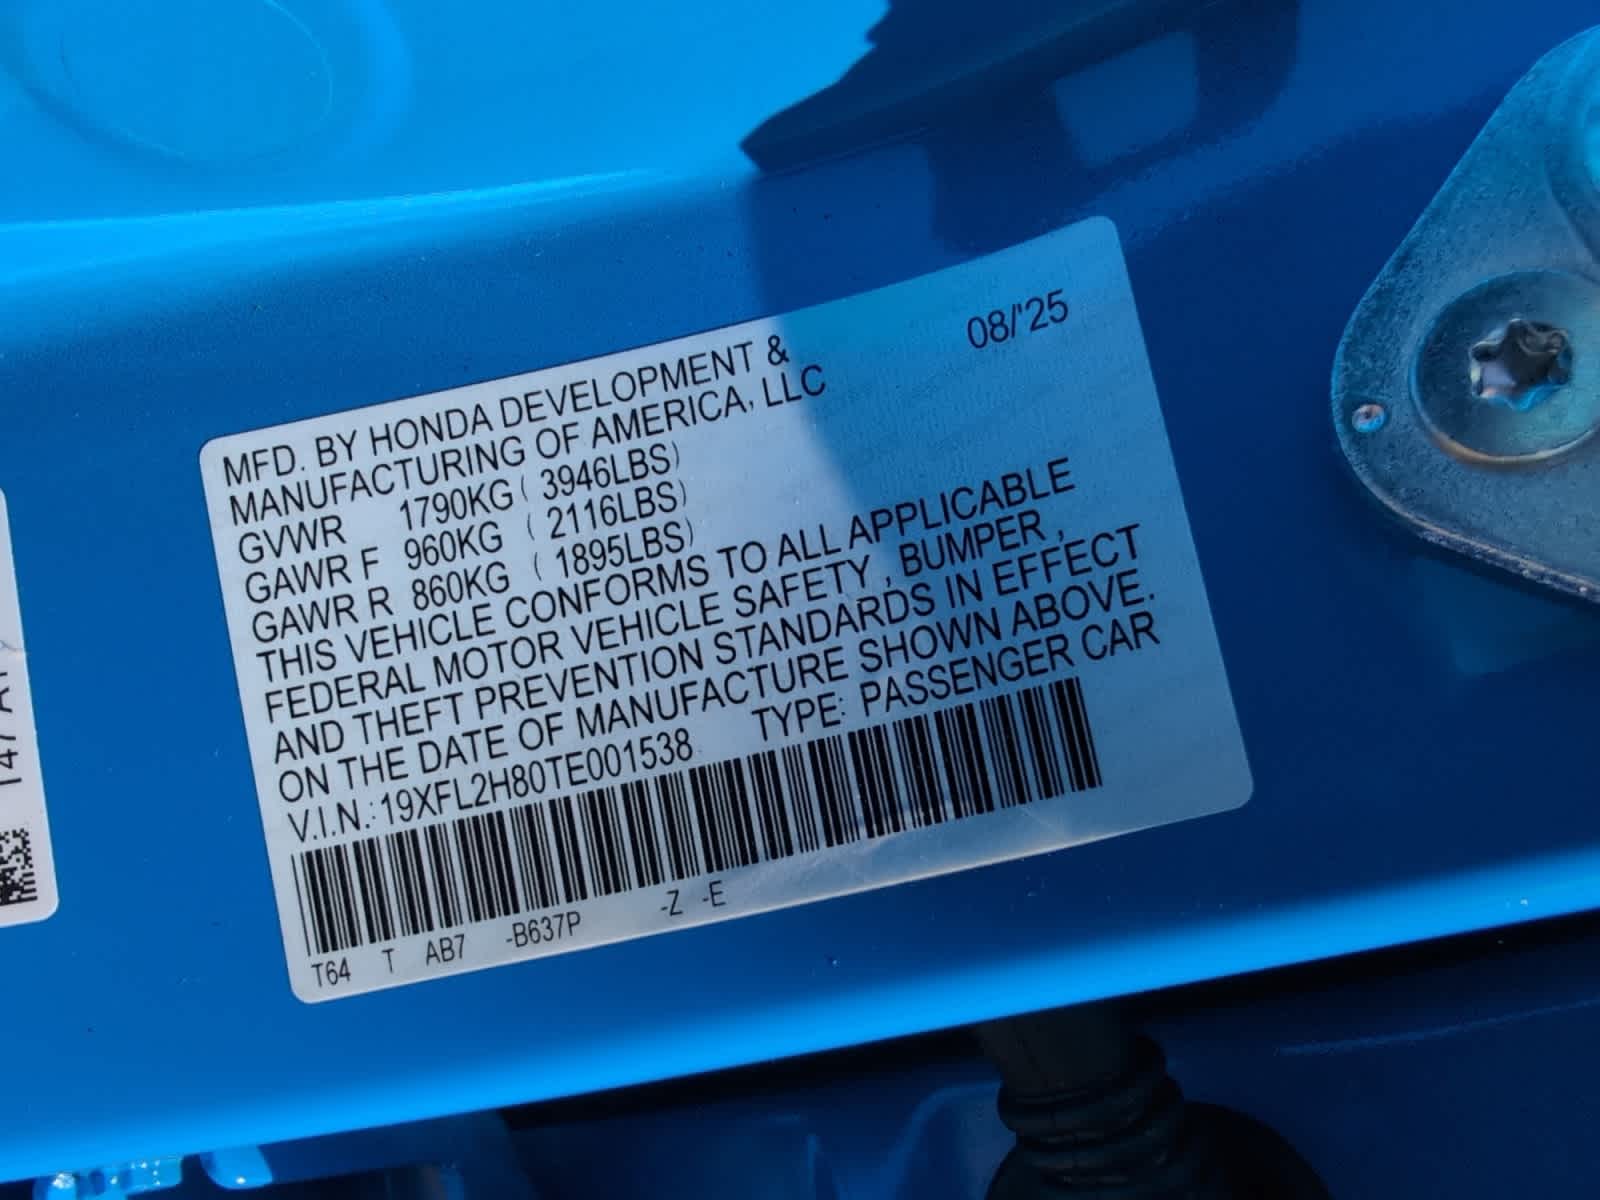 08/'25
MFD. BY HONDA DEVELOPMENT &
MANUFACTURING OF AMERICA, LLC
GVWR 1790KG ( 3946LBS)
GAWR F 960KG ( 2116LBS)
GAWR R 860KG ( 1895LBS)
THIS VEHICLE CONFORMS TO ALL APPLICABLE
FEDERAL MOTOR VEHICLE SAFETY , BUMPER ,
AND THEFT PREVENTION STANDARDS IN EFFECT
ON THE DATE OF MANUFACTURE SHOWN ABOVE.
V.I.N.: 19XFL2H80TE001538 TYPE: PASSENGER CAR
T64 T AB7 -B637P -Z -E